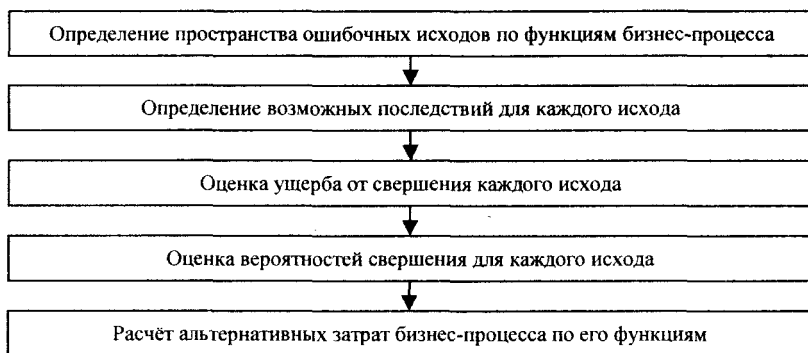 Определение пространства ошибочных исходов по функциям бизнес-процесса
Определение возможных последствий для каждого исхода
Оценка ущерба от свершения каждого исхода
Оценка вероятностей свершения для каждого исхода
Расчёт альтернативных затрат бизнес-процесса по его функциям